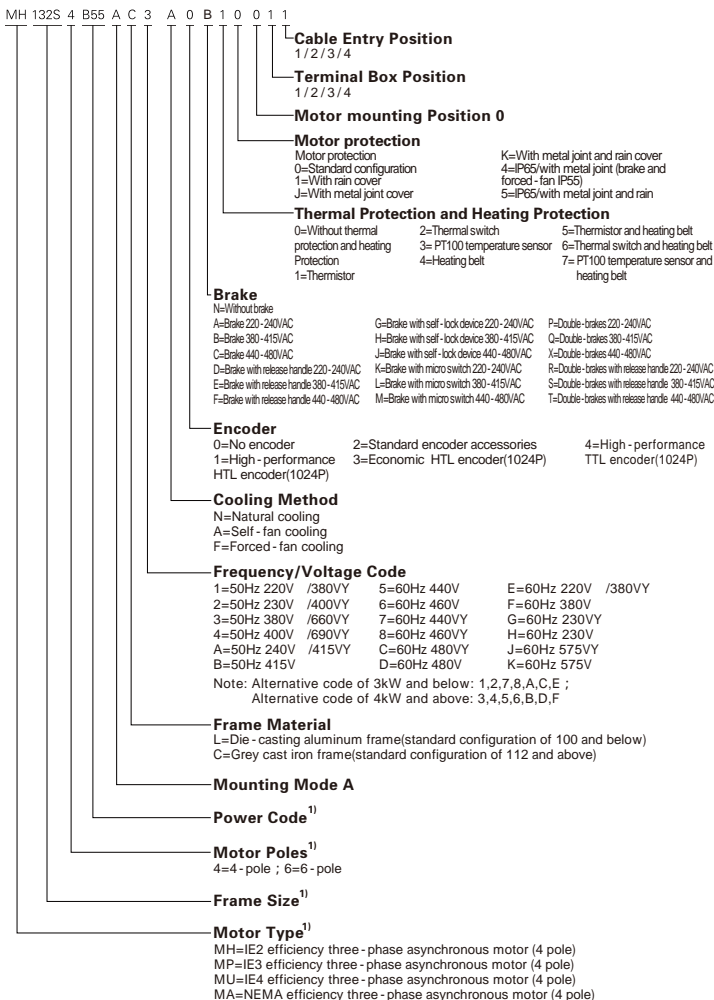 MH 132S 4 B55 A C 3 A 0 B 1 0 0 1 1
Cable Entry Position
1/2/3/4
Terminal Box Position
1/2/3/4
Motor mounting Position 0
Motor protection
Motor protection
0=Standard configuration
1=With rain cover
J=With metal joint cover
K=With metal joint and rain cover
4=IP65/with metal joint (brake and
forced-fan IP55)
5=IP65/with metal joint and rain
Thermal Protection and Heating Protection
0=Without thermal
protection and heating
Protection
1=Thermistor
2=Thermal switch
3= PT100 temperature sensor
4=Heating belt
5=Thermistor and heating belt
6=Thermal switch and heating belt
7= PT100 temperature sensor and
heating belt
Brake
N=Without brake
A=Brake 220-240VAC
B=Brake 380-415VAC
C=Brake 440-480VAC
D=Brake with release handle 220-240VAC
E=Brake with release handle 380-415VAC
F=Brake with release handle 440-480VAC
G=Brake with self-lock device 220-240VAC
H=Brake with self-lock device 380-415VAC
J=Brake with self-lock device 440-480VAC
K=Brake with micro switch 220-240VAC
L=Brake with micro switch 380-415VAC
M=Brake with micro switch 440-480VAC
P=Double-brakes 220-240VAC
Q=Double-brakes 380-415VAC
X=Double-brakes 440-480VAC
R=Double-brakes with release handle 220-240VAC
S=Double-brakes with release handle 380-415VAC
T=Double-brakes with release handle 440-480VAC
Encoder
0=No encoder
1=High-performance
HTL encoder(1024P)
2=Standard encoder accessories
3=Economic HTL encoder(1024P)
4=High-performance
TTL encoder(1024P)
Cooling Method
N=Natural cooling
A=Self-fan cooling
F=Forced-fan cooling
Frequency/Voltage Code
1=50Hz 220V /380VY
2=50Hz 230V /400VY
3=50Hz 380V /660VY
4=50Hz 400V /690VY
A=50Hz 240V /415VY
B=50Hz 415V
5=60Hz 440V
6=60Hz 460V
7=60Hz 440VY
8=60Hz 460VY
C=60Hz 480VY
D=60Hz 480V
E=60Hz 220V /380VY
F=60Hz 380V
G=60Hz 230VY
H=60Hz 230V
J=60Hz 575VY
K=60Hz 575V
Note: Alternative code of 3kW and below: 1,2,7,8,A,C,E ;
Alternative code of 4kW and above: 3,4,5,6,B,D,F
Frame Material
L=Die-casting aluminum frame(standard configuration of 100 and below)
C=Grey cast iron frame(standard configuration of 112 and above)
Mounting Mode A
Power Code 1)
Motor Poles 1)
4=4-pole ; 6=6-pole
Frame Size 1)
Motor Type 1)
MH=IE2 efficiency three-phase asynchronous motor (4 pole)
MP=IE3 efficiency three-phase asynchronous motor (4 pole)
MU=IE4 efficiency three-phase asynchronous motor (4 pole)
MA=NEMA efficiency three-phase asynchronous motor (4 pole)